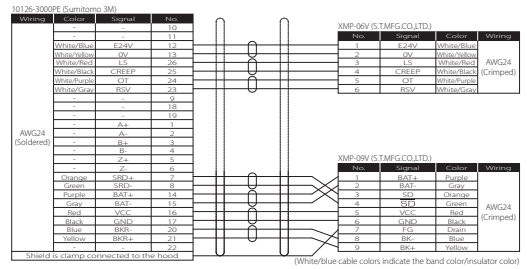 10126-3000PE (Sumitomo 3M)
Wiring Color Signal No.
- - 10
- - 11
White/Blue E24V 12
White/Yellow 0V 13
White/Red LS 26
White/Black CREEP 25
White/Purple OT 24
White/Gray RSV 23
- - 9
- - 18
- - 19
- A+ 1
- A- 2
- B+ 3
- B- 4
- Z+ 5
- Z- 6
Orange SRD+ 7
Green SRD- 8
Purple BAT+ 14
Gray BAT- 15
Red VCC 16
Black GND 17
Blue BKR- 20
Yellow BKR+ 21
- - 22
AWG24
(Soldered)
Shield is clamp connected to the hood
XMP-06V (S.T.MFG.CO,LTD.)
No. Signal Color Wiring
1 E24V White/Blue
2 0V White/Yellow
3 LS White/Red
4 CREEP White/Black
5 OT White/Purple
6 RSV White/Gray
AWG24
(Crimped)
XMP-09V (S.T.MFG.CO,LTD.)
No. Signal Color Wiring
1 BAT+ Purple
2 BAT- Gray
3 SD Orange
4 SD Green
5 VCC Red
6 GND Black
7 FG Drain
8 BK- Blue
9 BK+ Yellow
AWG24
(Crimped)
(White/blue cable colors indicate the band color/insulator color)